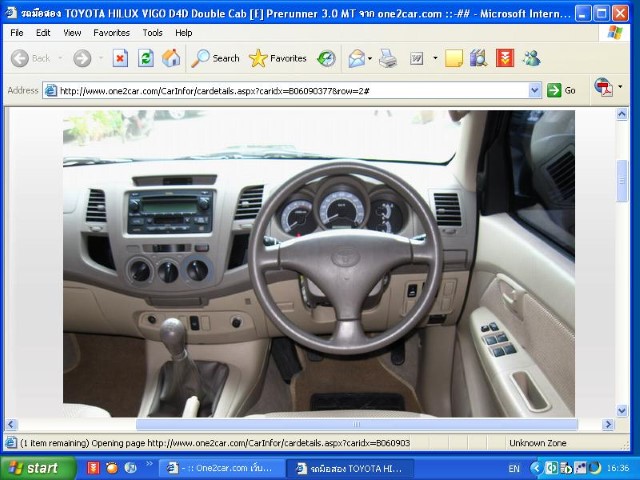 รถมือสอง TOYOTA HILUX VIGO D4D Double Cab [E] Prerunner 3.0 MT จาก one2car.com ::-## - Microsoft Intern...
File Edit View Favorites Tools Help
Back Search Favorites
Address http://www.one2car.com/CarInfor/cardetails.aspx?caridx=B06090377&row=2# Go
(1 item remaining) Opening page http://www.one2car.com/CarInfor/cardetails.aspx?caridx=B060903 Unknown Zone
start - :: One2car.com เว็บ... รถมือสอง TOYOTA HI... EN 16:36